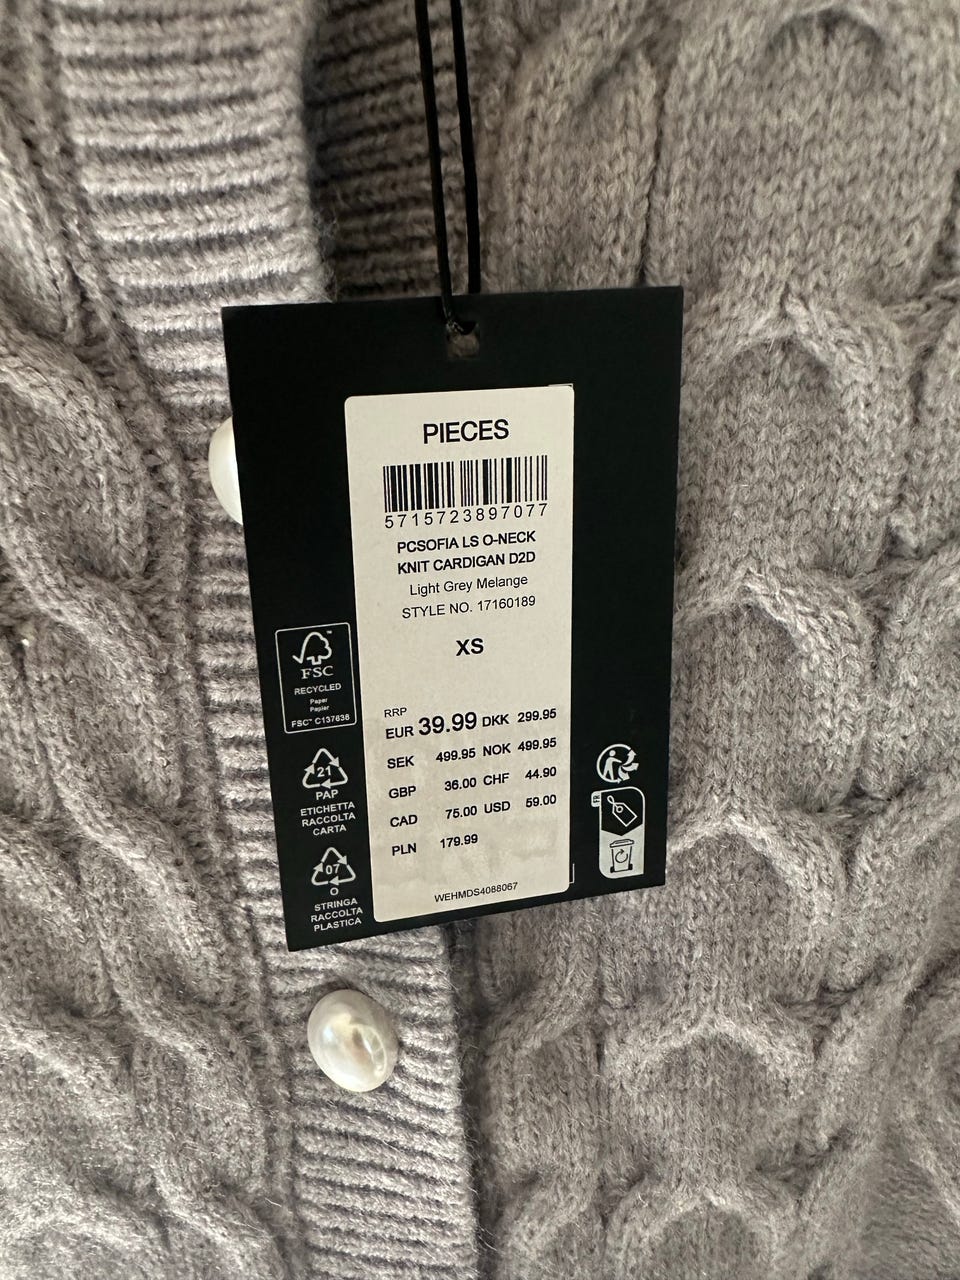 PIECES
5715723897077
PCSOFIA LS O-NECK
KNIT CARDIGAN D2D
Light Grey Melange
STYLE NO. 17160189
XS
RRP
EUR 39.99 DKK 299.95
SEK 499.95 NOK 499.95
GBP 36.00 CHF 44.90
CAD 75.00 USD 59.00
PLN 179.99
WEHMDS4088067
FSC
RECYCLED
Paper
Papier
FSC™ C137636
21
PAP
ETICHETTA
RACCOLTA
CARTA
07
O
STRINGA
RACCOLTA
PLASTICA